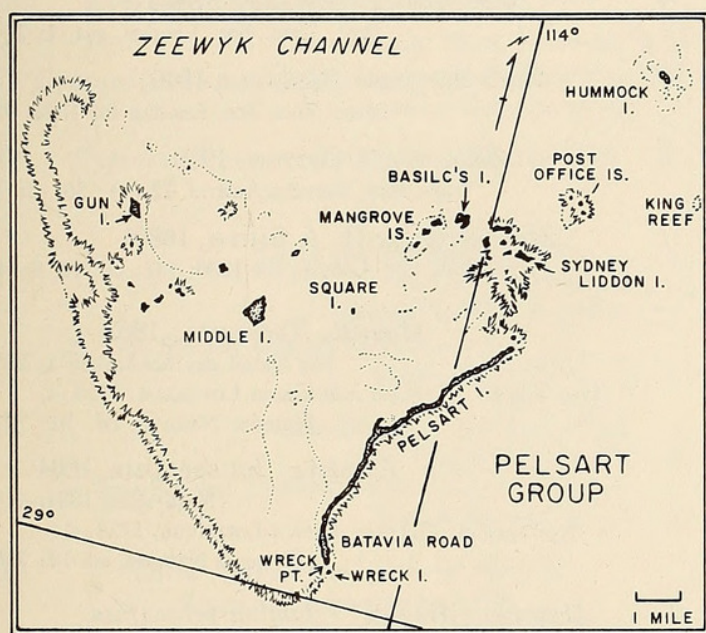 ZEEWYK CHANNEL
114°
HUMMOCK
I.
BASILC'S I.
POST
OFFICE IS.
GUN
I.
MANGROVE
IS.
KING
REEF
SYDNEY
LIDDON I.
SQUARE
I.
MIDDLE I.
PELSART I.
PELSART
GROUP
29°
BATAVIA ROAD
WRECK
PT.
WRECK I.
1 MILE